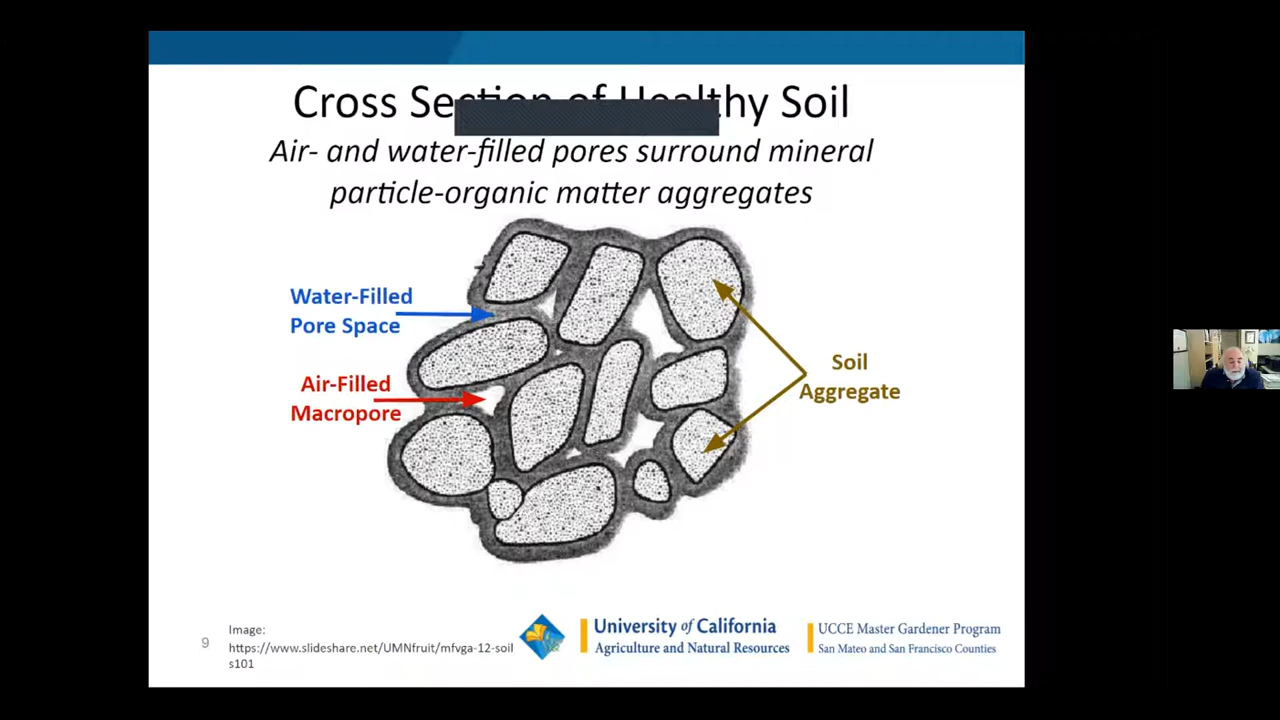 Cross Section of Healthy Soil
Air- and water-filled pores surround mineral
particle-organic matter aggregates
Water-Filled
Pore Space
Air-Filled
Macropore
Soil
Aggregate
9
Image:
https://www.slideshare.net/UMNfruit/mfvga-12-soil
s101
University of California
Agriculture and Natural Resources
UCCE Master Gardener Program
San Mateo and San Francisco Counties